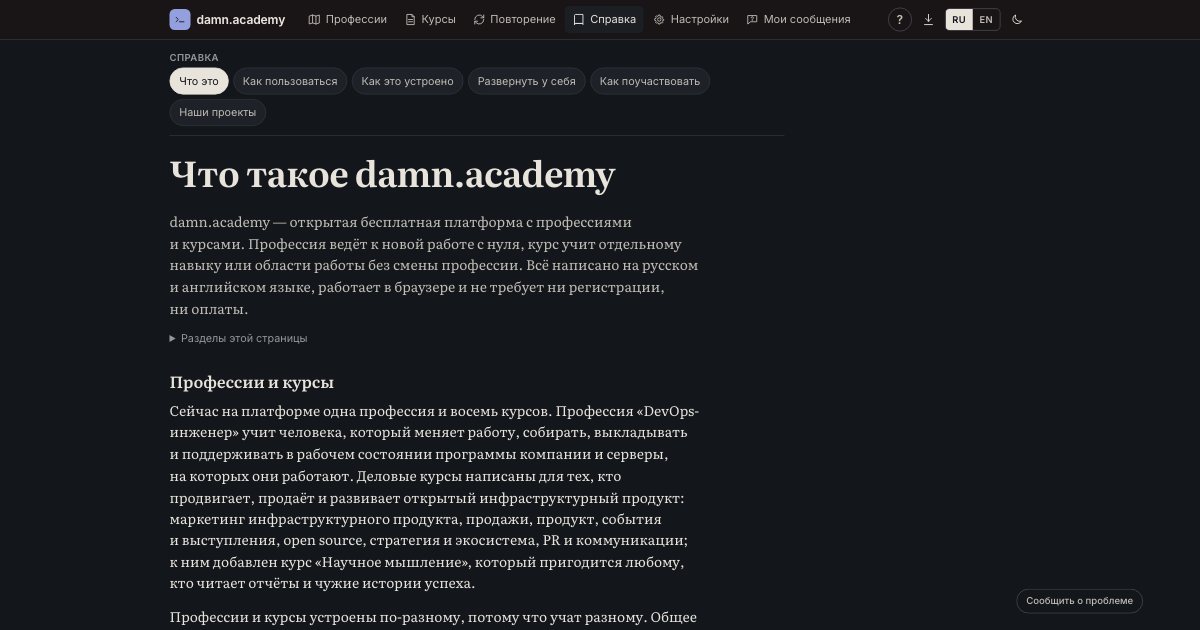 damn.academy Профессии Курсы Повторение Справка Настройки Мои сообщения ? RU EN
СПРАВКА
Что это Как пользоваться Как это устроено Развернуть у себя Как поучаствовать
Наши проекты
Что такое damn.academy
damn.academy — открытая бесплатная платформа с профессиями
и курсами. Профессия ведёт к новой работе с нуля, курс учит отдельному
навыку или области работы без смены профессии. Всё написано на русском
и английском языке, работает в браузере и не требует ни регистрации,
ни оплаты.
Разделы этой страницы
Профессии и курсы
Сейчас на платформе одна профессия и восемь курсов. Профессия «DevOps-
инженер» учит человека, который меняет работу, собирать, выкладывать
и поддерживать в рабочем состоянии программы компании и серверы,
на которых они работают. Деловые курсы написаны для тех, кто
продвигает, продаёт и развивает открытый инфраструктурный продукт:
маркетинг инфраструктурного продукта, продажи, продукт, события
и выступления, open source, стратегия и экосистема, PR и коммуникации;
к ним добавлен курс «Научное мышление», который пригодится любому,
кто читает отчёты и чужие истории успеха.
Профессии и курсы устроены по-разному, потому что учат разному. Общее
Сообщить о проблеме